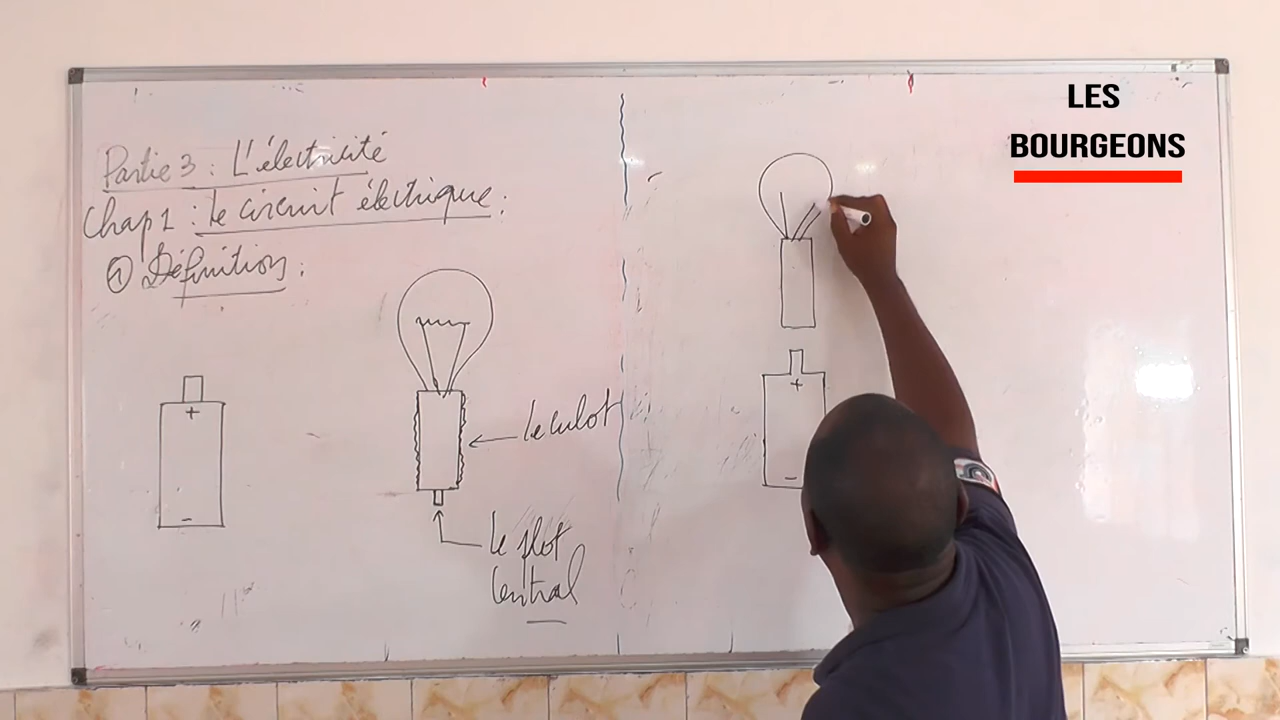 Partie 3 : L'électricité
Chap 1 : Le circuit électrique :
① Définition :
+
-
le culot
le plot
Central
+
-
LES
BOURGEONS